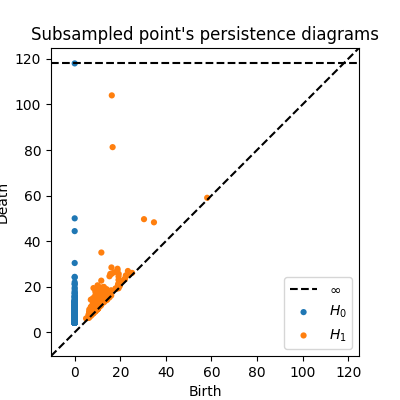 Subsampled point's persistence diagrams
120
100
80
60
40
20
0
Death
0 20 40 60 80 100 120
Birth
∞
H₀
H₁